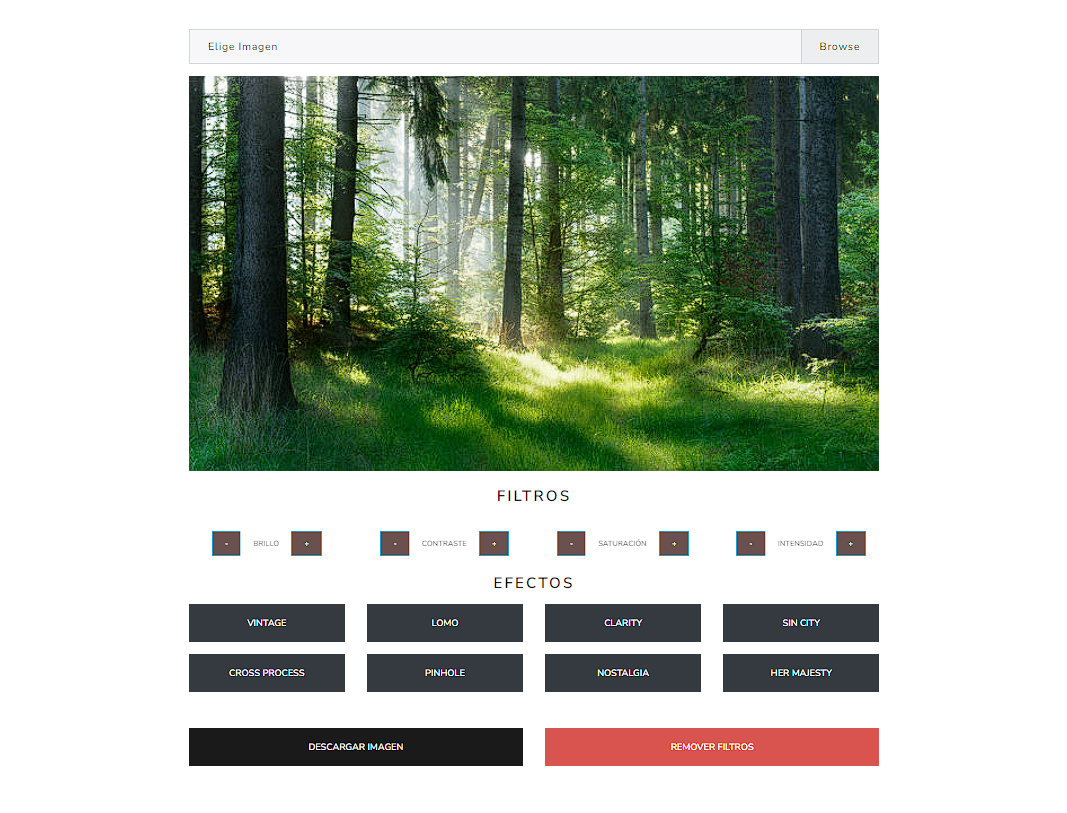 Elige Imagen Browse
FILTROS
- BRILLO + - CONTRASTE + - SATURACIÓN + - INTENSIDAD +
EFECTOS
VINTAGE LOMO CLARITY SIN CITY
CROSS PROCESS PINHOLE NOSTALGIA HER MAJESTY
DESCARGAR IMAGEN REMOVER FILTROS